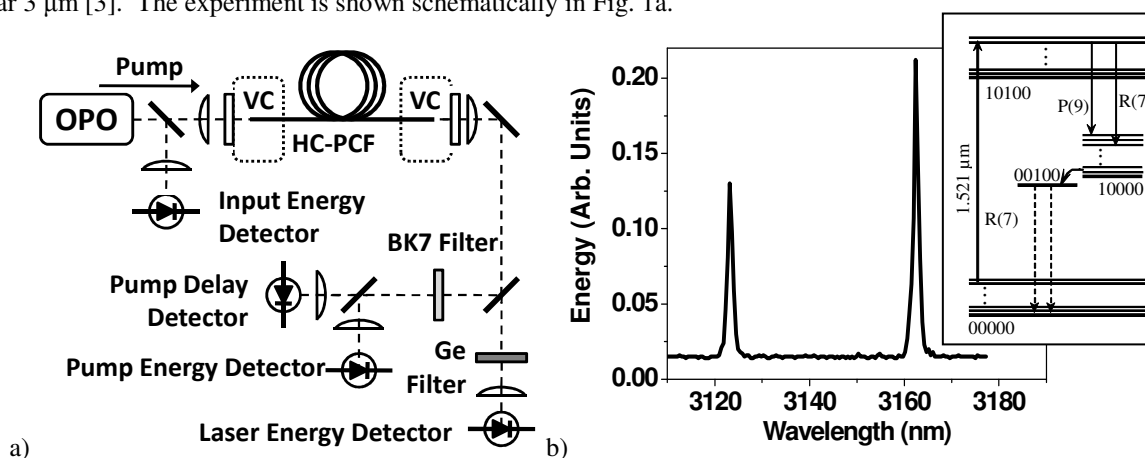 ar 3 μm [3]. The experiment is shown schematically in Fig. 1a.
Pump
OPO
VC
VC
HC-PCF
Input Energy
Detector
BK7 Filter
Pump Delay
Detector
Pump Energy Detector
Ge
Filter
Laser Energy Detector
a)
b)
Energy (Arb. Units)
0.20
0.15
0.10
0.05
0.00
3120
3140
3160
3180
Wavelength (nm)
10100
P(9)
R(7
00100
10000
1.521 μm
R(7)
00000